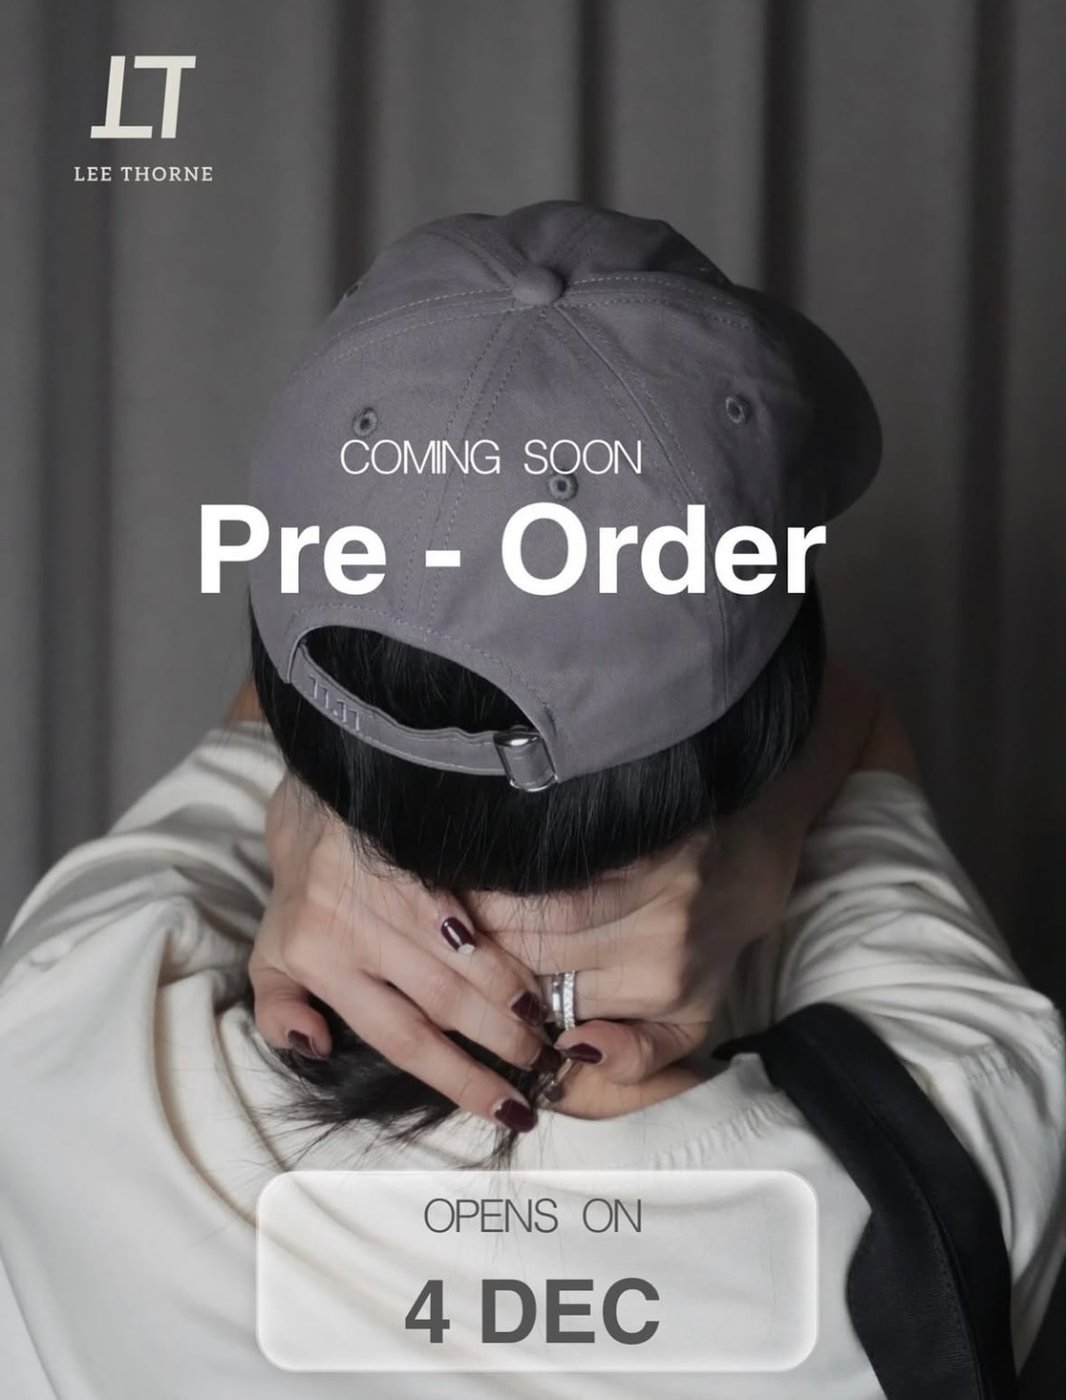 LT
LEE THORNE
COMING SOON
Pre - Order
OPENS ON
4 DEC